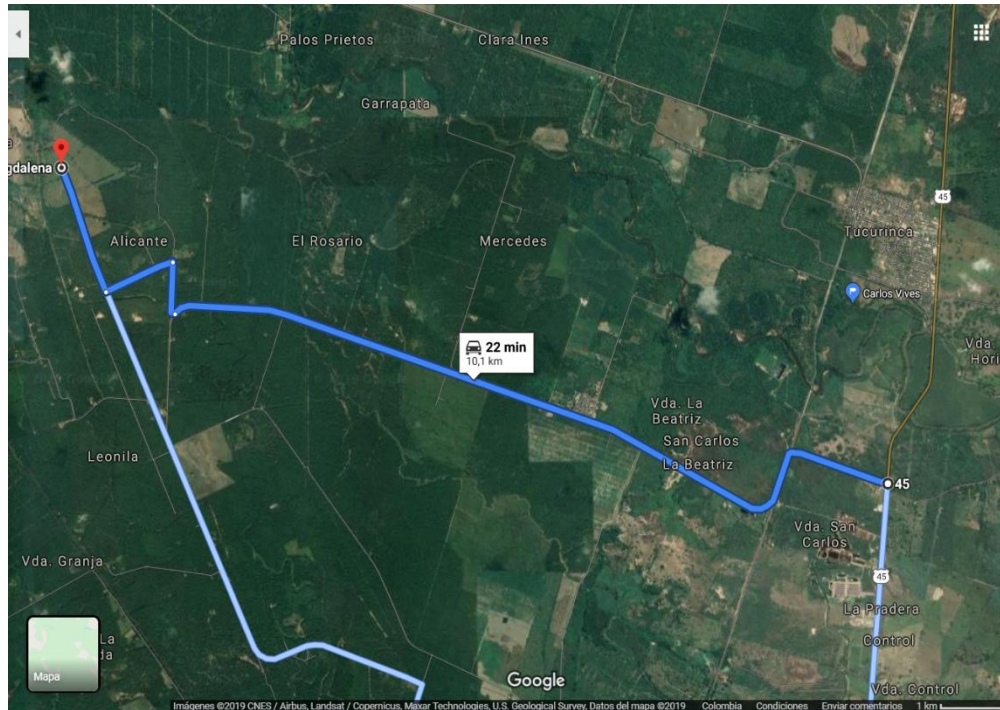 Palos Prietos
Clara Ines
Garrapata
gdalena
45
Tucurinca
Alicante
El Rosario
Mercedes
Carlos Vives
22 min
10,1 km
Vda.
Hori
Vda. La
Beatriz
San Carlos
La Beatriz
Leonila
45
Vda. San
Carlos
Vda. Granja
45
La Pradera
Control
La
da
Mapa
Google
Vda. Control
Imágenes ©2019 CNES / Airbus, Landsat / Copernicus, Maxar Technologies, U.S. Geological Survey, Datos del mapa ©2019 Colombia Condiciones Enviar comentarios 1 km